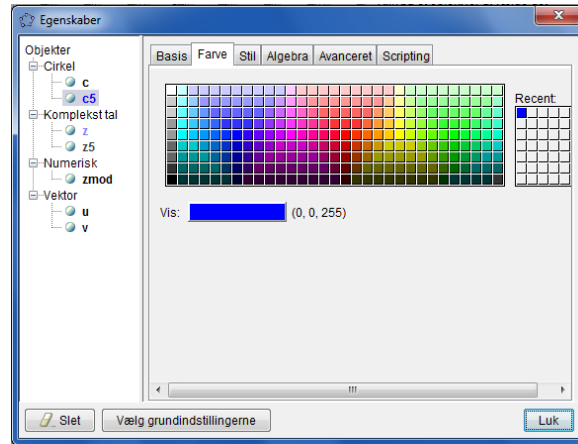 Egenskaber
Objekter
Cirkel
c
c5
Komplekst tal
z
z5
Numerisk
zmod
Vektor
u
v
Basis Farve Stil Algebra Avanceret Scripting
Recent:
Vis: (0, 0, 255)
Slet Vælg grundindstillingerne Luk